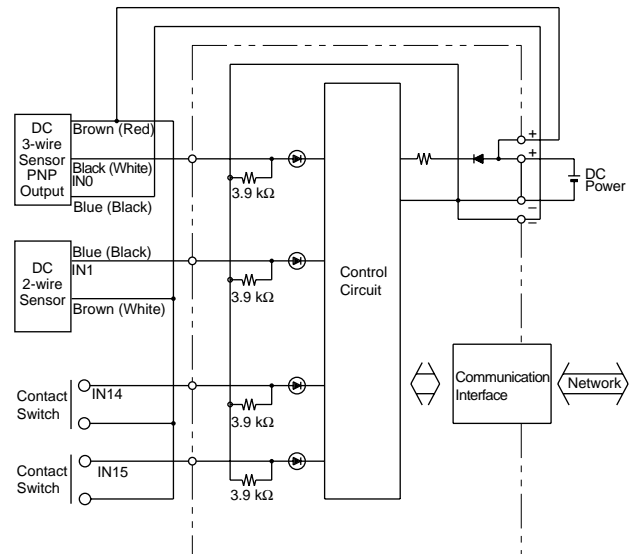 DC
3-wire
Sensor
PNP
Output
Brown (Red)
Black (White)
IN0
Blue (Black)
3.9 kΩ
+
+
–
–
DC
Power
DC
2-wire
Sensor
Blue (Black)
IN1
Brown (White)
3.9 kΩ
Control
Circuit
Contact
Switch
IN14
3.9 kΩ
Communication
Interface
Network
Contact
Switch
IN15
3.9 kΩ